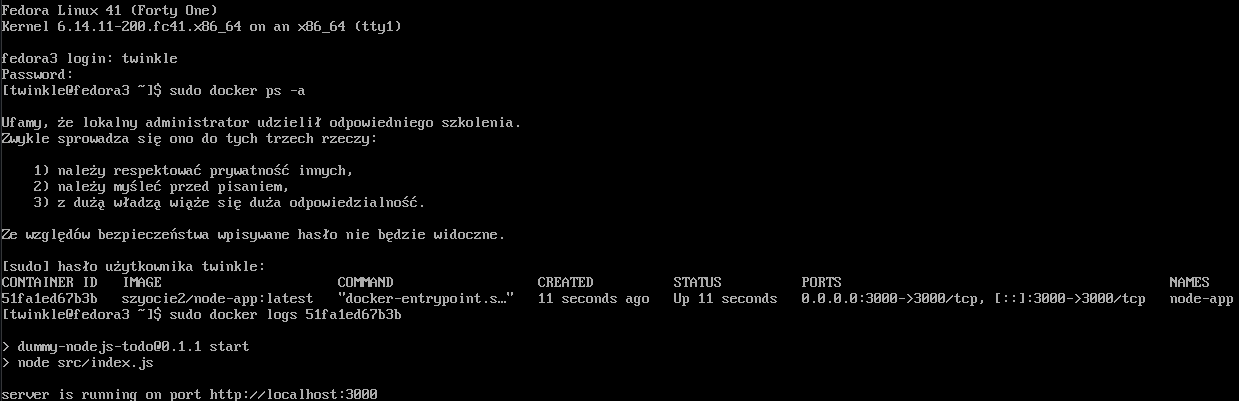 Fedora Linux 41 (Forty One)
Kernel 6.14.11-200.fc41.x86_64 on an x86_64 (tty1)
fedora3 login: twinkle
Password:
[twinkle@fedora3 ~]$ sudo docker ps -a
Ufamy, że lokalny administrator udzielił odpowiedniego szkolenia.
Zwykle sprowadza się ono do tych trzech rzeczy:
1) należy respektować prywatność innych,
2) należy myśleć przed pisaniem,
3) z dużą władzą wiąże się duża odpowiedzialność.
Ze względów bezpieczeństwa wpisywane hasło nie będzie widoczne.
[sudo] hasło użytkownika twinkle:
CONTAINER ID   IMAGE                      COMMAND                  CREATED          STATUS          PORTS                                         NAMES
51fa1ed67b3b   szyocie2/node-app:latest   "docker-entrypoint.s…"   11 seconds ago   Up 11 seconds   0.0.0.0:3000->3000/tcp, [::]:3000->3000/tcp   node-app
[twinkle@fedora3 ~]$ sudo docker logs 51fa1ed67b3b
> dummy-nodejs-todo@0.1.1 start
> node src/index.js
server is running on port http://localhost:3000